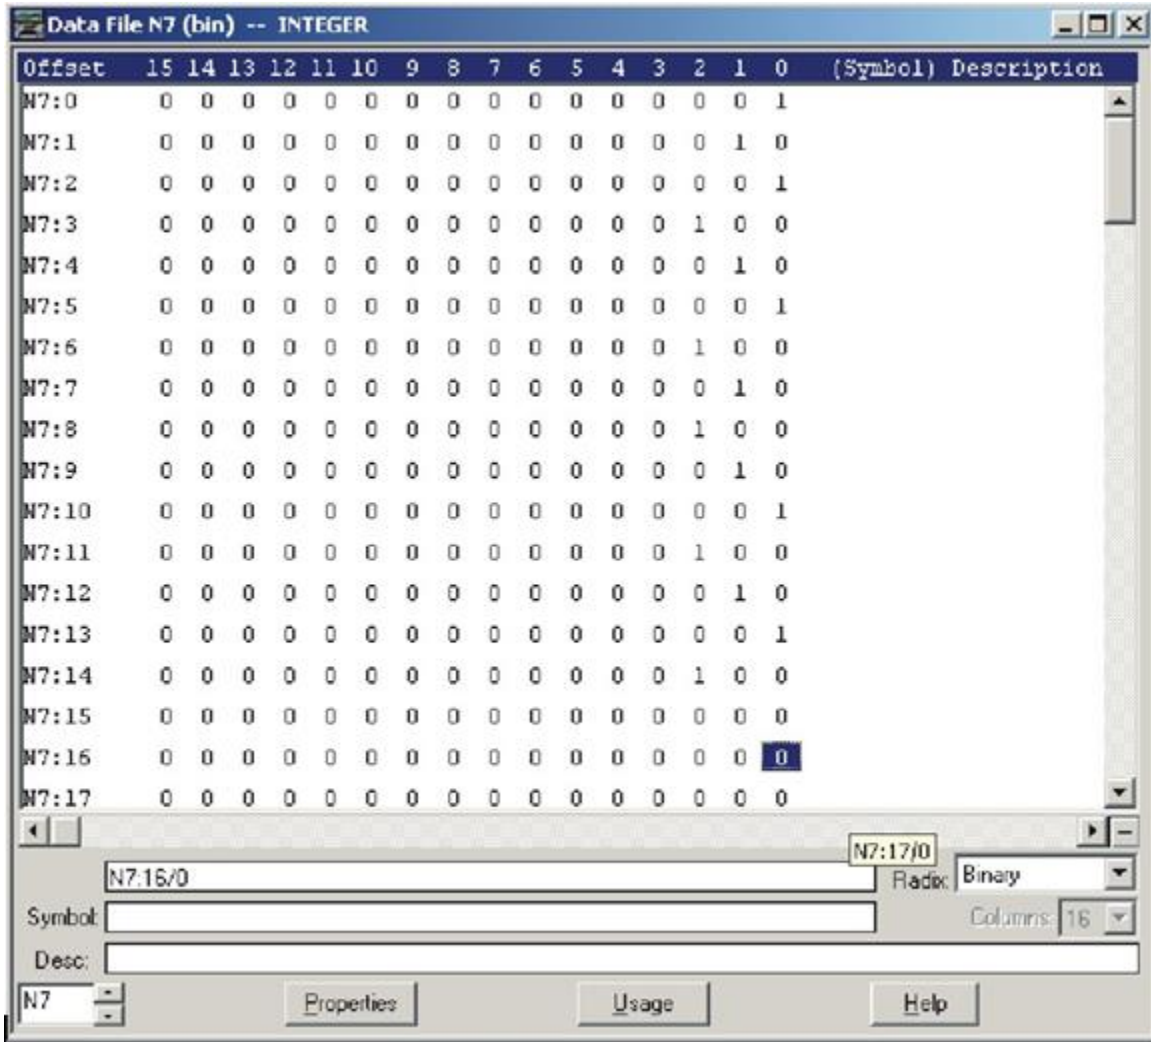 Data File N7 (bin) -- INTEGER
Offset 15 14 13 12 11 10 9 8 7 6 5 4 3 2 1 0 (Symbol) Description
N7:0 0 0 0 0 0 0 0 0 0 0 0 0 0 0 0 1
N7:1 0 0 0 0 0 0 0 0 0 0 0 0 0 0 1 0
N7:2 0 0 0 0 0 0 0 0 0 0 0 0 0 0 0 1
N7:3 0 0 0 0 0 0 0 0 0 0 0 0 0 1 0 0
N7:4 0 0 0 0 0 0 0 0 0 0 0 0 0 0 1 0
N7:5 0 0 0 0 0 0 0 0 0 0 0 0 0 0 0 1
N7:6 0 0 0 0 0 0 0 0 0 0 0 0 0 1 0 0
N7:7 0 0 0 0 0 0 0 0 0 0 0 0 0 0 1 0
N7:8 0 0 0 0 0 0 0 0 0 0 0 0 0 1 0 0
N7:9 0 0 0 0 0 0 0 0 0 0 0 0 0 0 1 0
N7:10 0 0 0 0 0 0 0 0 0 0 0 0 0 0 0 1
N7:11 0 0 0 0 0 0 0 0 0 0 0 0 0 1 0 0
N7:12 0 0 0 0 0 0 0 0 0 0 0 0 0 0 1 0
N7:13 0 0 0 0 0 0 0 0 0 0 0 0 0 0 0 1
N7:14 0 0 0 0 0 0 0 0 0 0 0 0 0 1 0 0
N7:15 0 0 0 0 0 0 0 0 0 0 0 0 0 0 0 0
N7:16 0 0 0 0 0 0 0 0 0 0 0 0 0 0 0 0
N7:17 0 0 0 0 0 0 0 0 0 0 0 0 0 0 0 0
N7:17/0
N7:16/0 Radix: Binary
Symbol: Columns: 16
Desc:
N7 Properties Usage Help